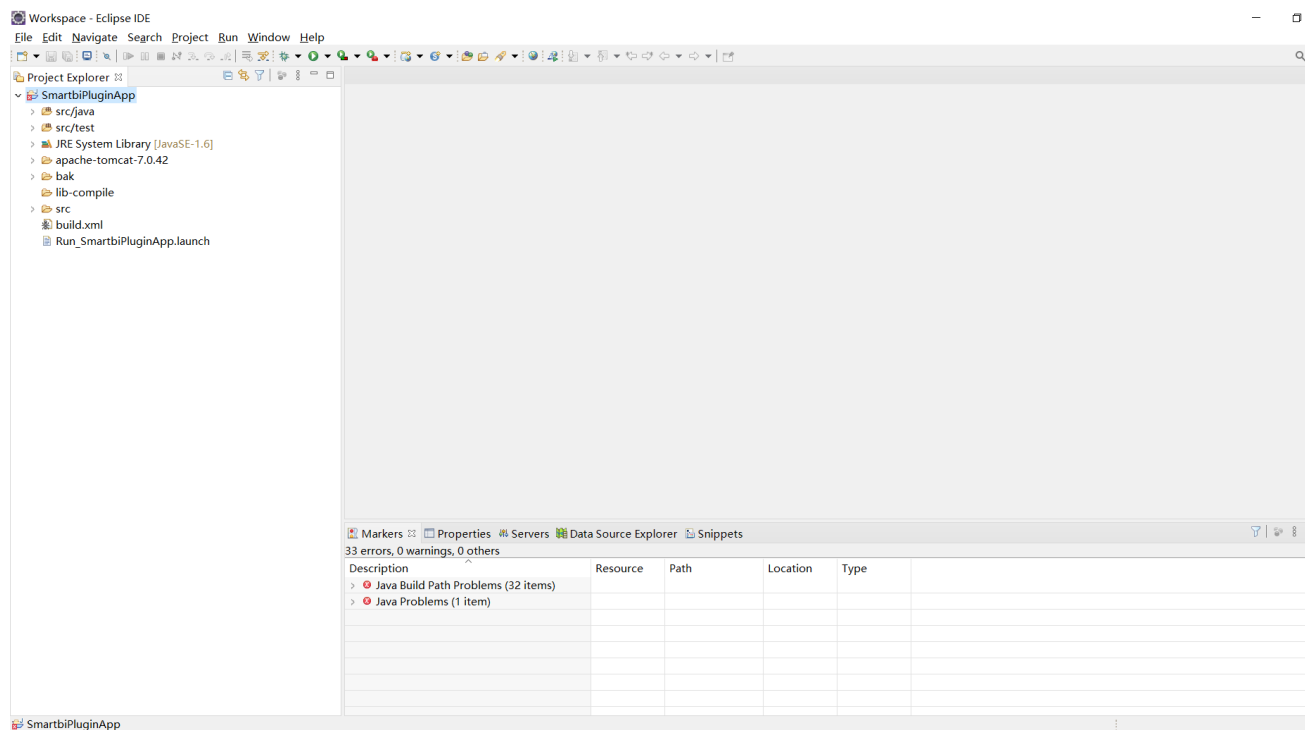 Workspace - Eclipse IDE
File Edit Navigate Search Project Run Window Help
Project Explorer
SmartbiPluginApp
src/java
src/test
JRE System Library [JavaSE-1.6]
apache-tomcat-7.0.42
bak
lib-compile
src
build.xml
Run_SmartbiPluginApp.launch
Markers Properties Servers Data Source Explorer Snippets
33 errors, 0 warnings, 0 others
Description Resource Path Location Type
Java Build Path Problems (32 items)
Java Problems (1 item)
SmartbiPluginApp